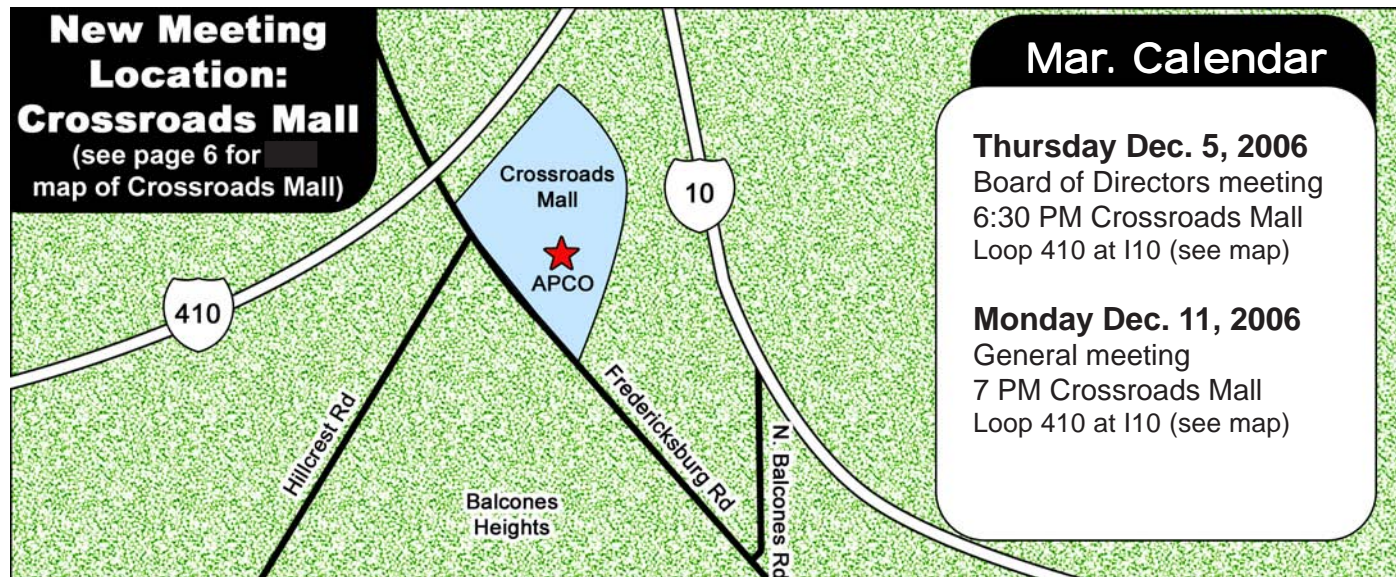 New Meeting
Location:
Crossroads Mall
(see page 6 for
map of Crossroads Mall)
Crossroads
Mall
APCO
410
10
Hillcrest Rd
Fredericksburg Rd
N. Balcones Rd
Balcones
Heights
Mar. Calendar
Thursday Dec. 5, 2006
Board of Directors meeting
6:30 PM Crossroads Mall
Loop 410 at I10 (see map)
Monday Dec. 11, 2006
General meeting
7 PM Crossroads Mall
Loop 410 at I10 (see map)